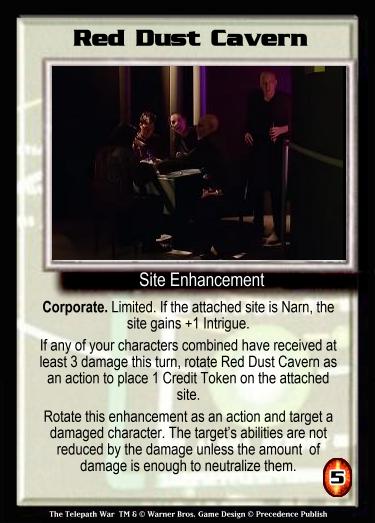 Red Dust Cavern
Site Enhancement
Corporate. Limited. If the attached site is Narn, the
site gains +1 Intrigue.
If any of your characters combined have received at
least 3 damage this turn, rotate Red Dust Cavern as
an action to place 1 Credit Token on the attached
site.
Rotate this enhancement as an action and target a
damaged character. The target's abilities are not
reduced by the damage unless the amount of
damage is enough to neutralize them.
5
The Telepath War TM & © Warner Bros. Game Design © Precedence Publish